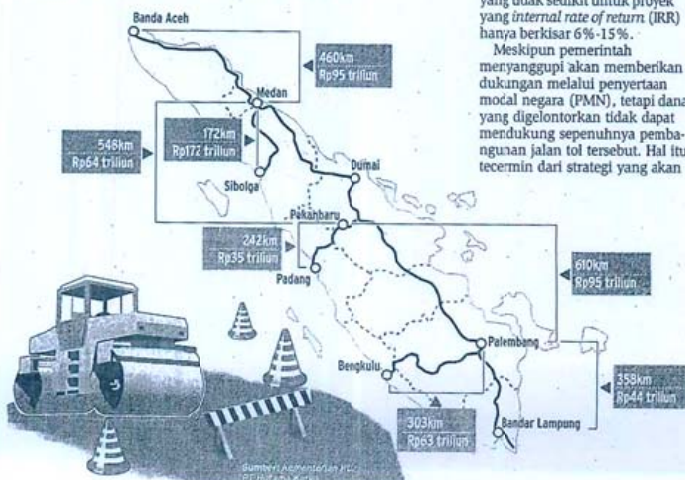 yang tidak sedikit untuk proyek
yang internal rate of return (IRR)
hanya berkisar 6%-15%.
Meskipun pemerintah
menyanggupi akan memberikan
dukungan melalui penyertaan
modal negara (PMN), tetapi dana
yang digelontorkan tidak dapat
mendukung sepenuhnya pemba-
ngunan jalan tol tersebut. Hal itu
tecermin dari strategi yang akan
Banda Aceh
460km
Rp95 triliun
Medan
548km
Rp64 triliun
172km
Rp172 triliun
Sibolga
Dumai
Pekanbaru
242km
Rp35 triliun
Padang
610km
Rp95 triliun
Palembang
Bengkulu
358km
Rp44 triliun
303km
Rp63 triliun
Bandar Lampung
Sumber: Kementerian